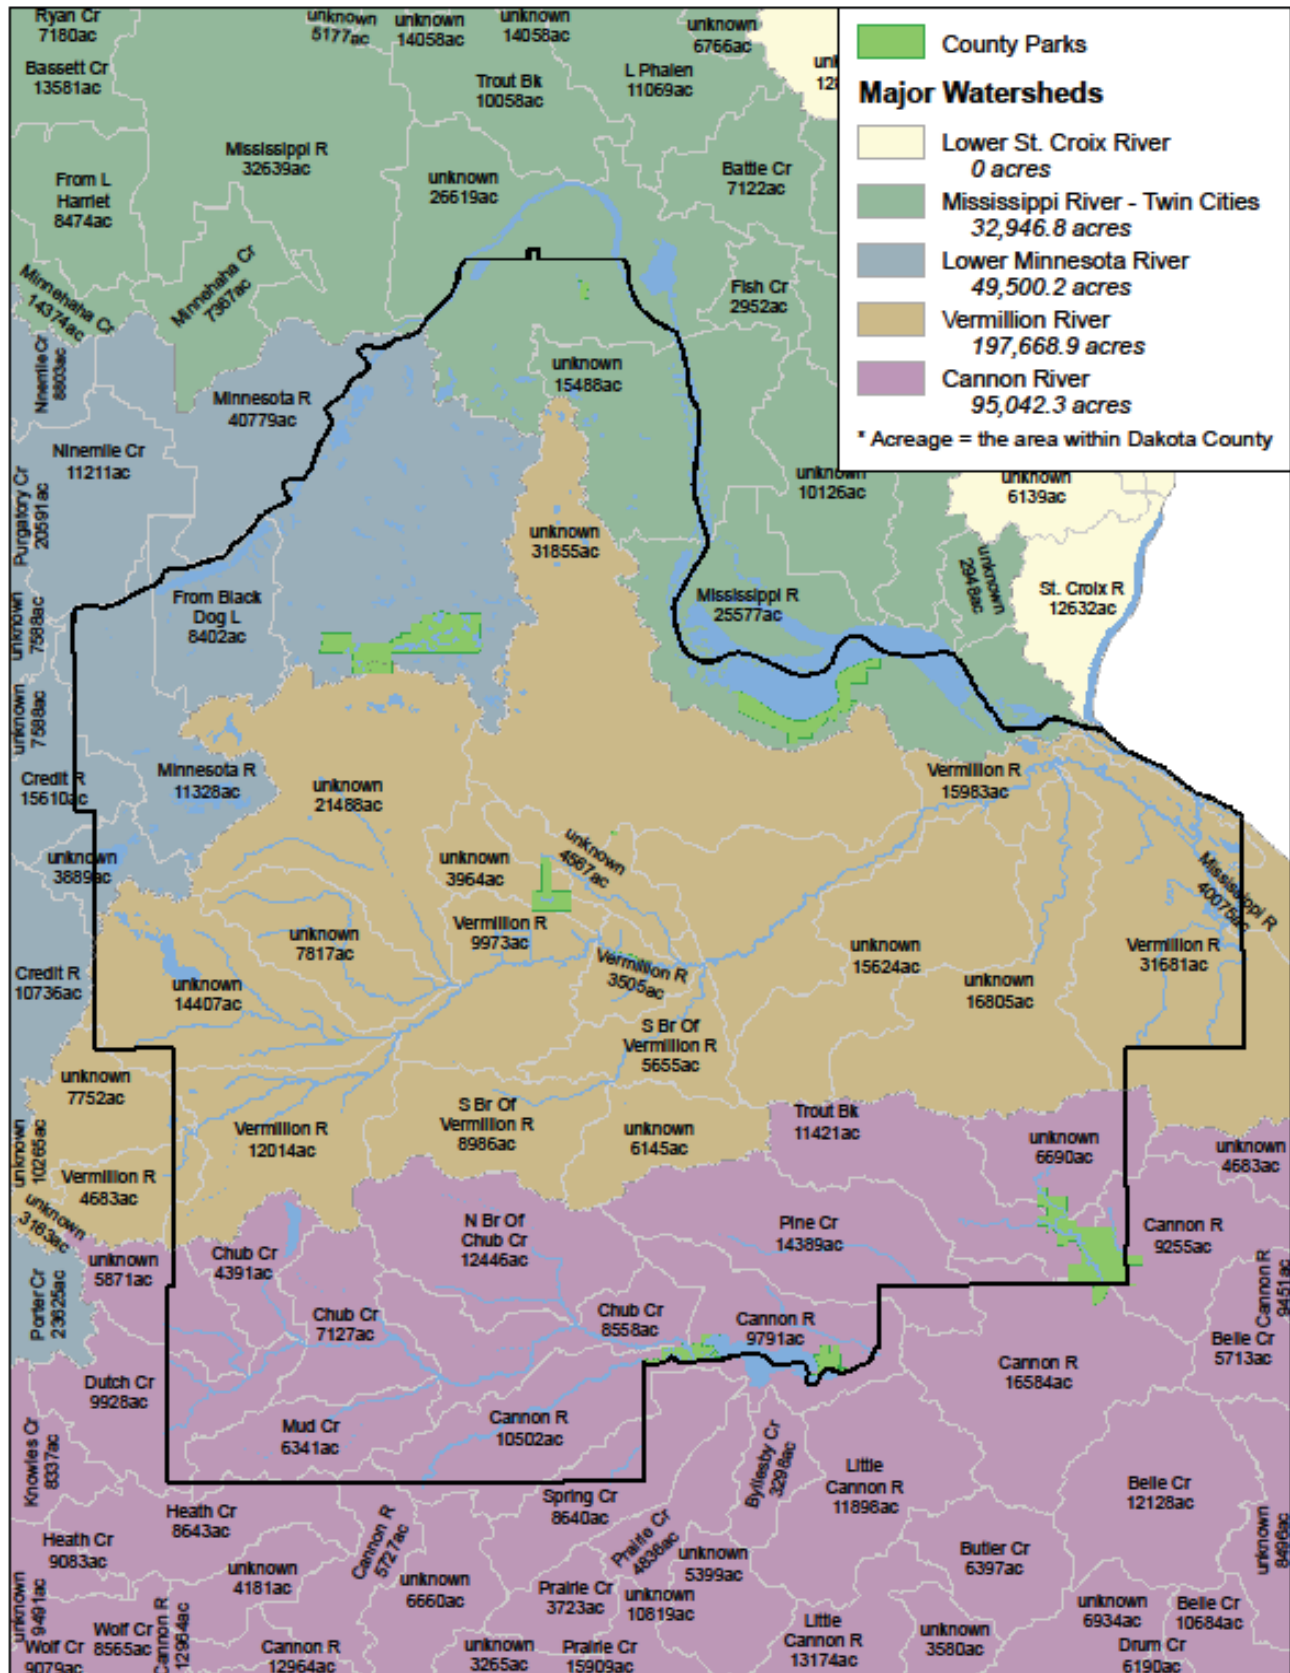 Ryan Cr
7180ac
unknown
5177ac
unknown
14058ac
unknown
14058ac
unknown
6766ac
Bassett Cr
13581ac
Trout Bk
10058ac
L Phalen
11069ac
County Parks
Major Watersheds
Lower St. Croix River
0 acres
Mississippi River - Twin Cities
32,946.8 acres
Lower Minnesota River
49,500.2 acres
Vermillion River
197,668.9 acres
Cannon River
95,042.3 acres
* Acreage = the area within Dakota County
Mississippi R
32639ac
From L
Harriet
8474ac
unknown
26619ac
Battle Cr
7122ac
Minnehaha Cr
14374ac
Minnehaha Cr
7367ac
Fish Cr
2952ac
Ninemile Cr
8803ac
Minnesota R
40779ac
unknown
15488ac
Ninemile Cr
11211ac
Purgatory Cr
20591ac
unknown
10126ac
unknown
6139ac
unknown
31855ac
unknown
2948ac
St. Croix R
12632ac
unknown
7588ac
From Black
Dog L
8402ac
Mississippi R
25577ac
unknown
7588ac
Credit R
15610ac
Minnesota R
11328ac
unknown
21488ac
Vermillion R
15983ac
unknown
3889ac
unknown
3964ac
unknown
4567ac
Mississippi R
40075ac
unknown
7817ac
Vermillion R
9973ac
Vermillion R
3505ac
unknown
15624ac
Vermillion R
31681ac
Credit R
10736ac
unknown
14407ac
unknown
16805ac
S Br Of
Vermillion R
5655ac
unknown
7752ac
unknown
10265ac
Vermillion R
12014ac
S Br Of
Vermillion R
8986ac
unknown
6145ac
Trout Bk
11421ac
unknown
6690ac
unknown
4683ac
Vermillion R
4683ac
unknown
3163ac
N Br Of
Chub Cr
12446ac
Pine Cr
14389ac
Cannon R
9255ac
unknown
5871ac
Chub Cr
4391ac
Porter Cr
23625ac
Chub Cr
7127ac
Chub Cr
8558ac
Cannon R
9791ac
Cannon R
9451ac
Belle Cr
5713ac
Dutch Cr
9928ac
Cannon R
16584ac
Mud Cr
6341ac
Cannon R
10502ac
Knowles Cr
8337ac
Byllesby Cr
3298ac
Little
Cannon R
11898ac
Belle Cr
12128ac
Heath Cr
8643ac
Spring Cr
8640ac
Heath Cr
9083ac
Cannon R
5727ac
Prairie Cr
4836ac
unknown
5399ac
Butler Cr
6397ac
unknown
8496ac
unknown
4181ac
unknown
6660ac
Prairie Cr
3723ac
unknown
10819ac
unknown
9491ac
unknown
6934ac
Belle Cr
10684ac
Wolf Cr
8565ac
Cannon R
12964ac
Little
Cannon R
13174ac
unknown
3580ac
Wolf Cr
9079ac
Cannon R
12964ac
unknown
3265ac
Prairie Cr
15909ac
Drum Cr
6190ac